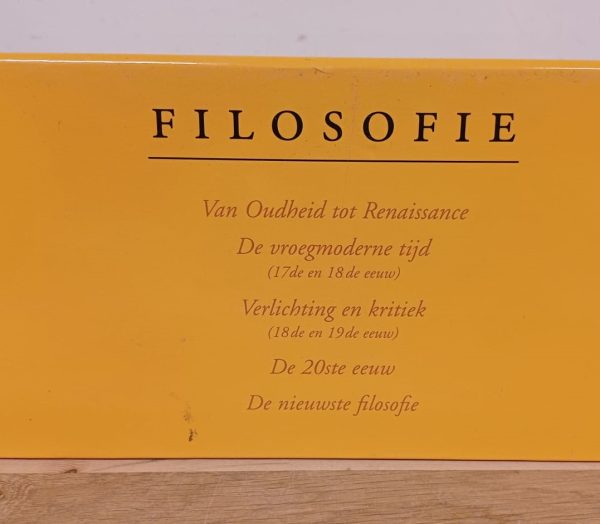 FILOSOFIE
Van Oudheid tot Renaissance
De vroegmoderne tijd
(17de en 18de eeuw)
Verlichting en kritiek
(18de en 19de eeuw)
De 20ste eeuw
De nieuwste filosofie